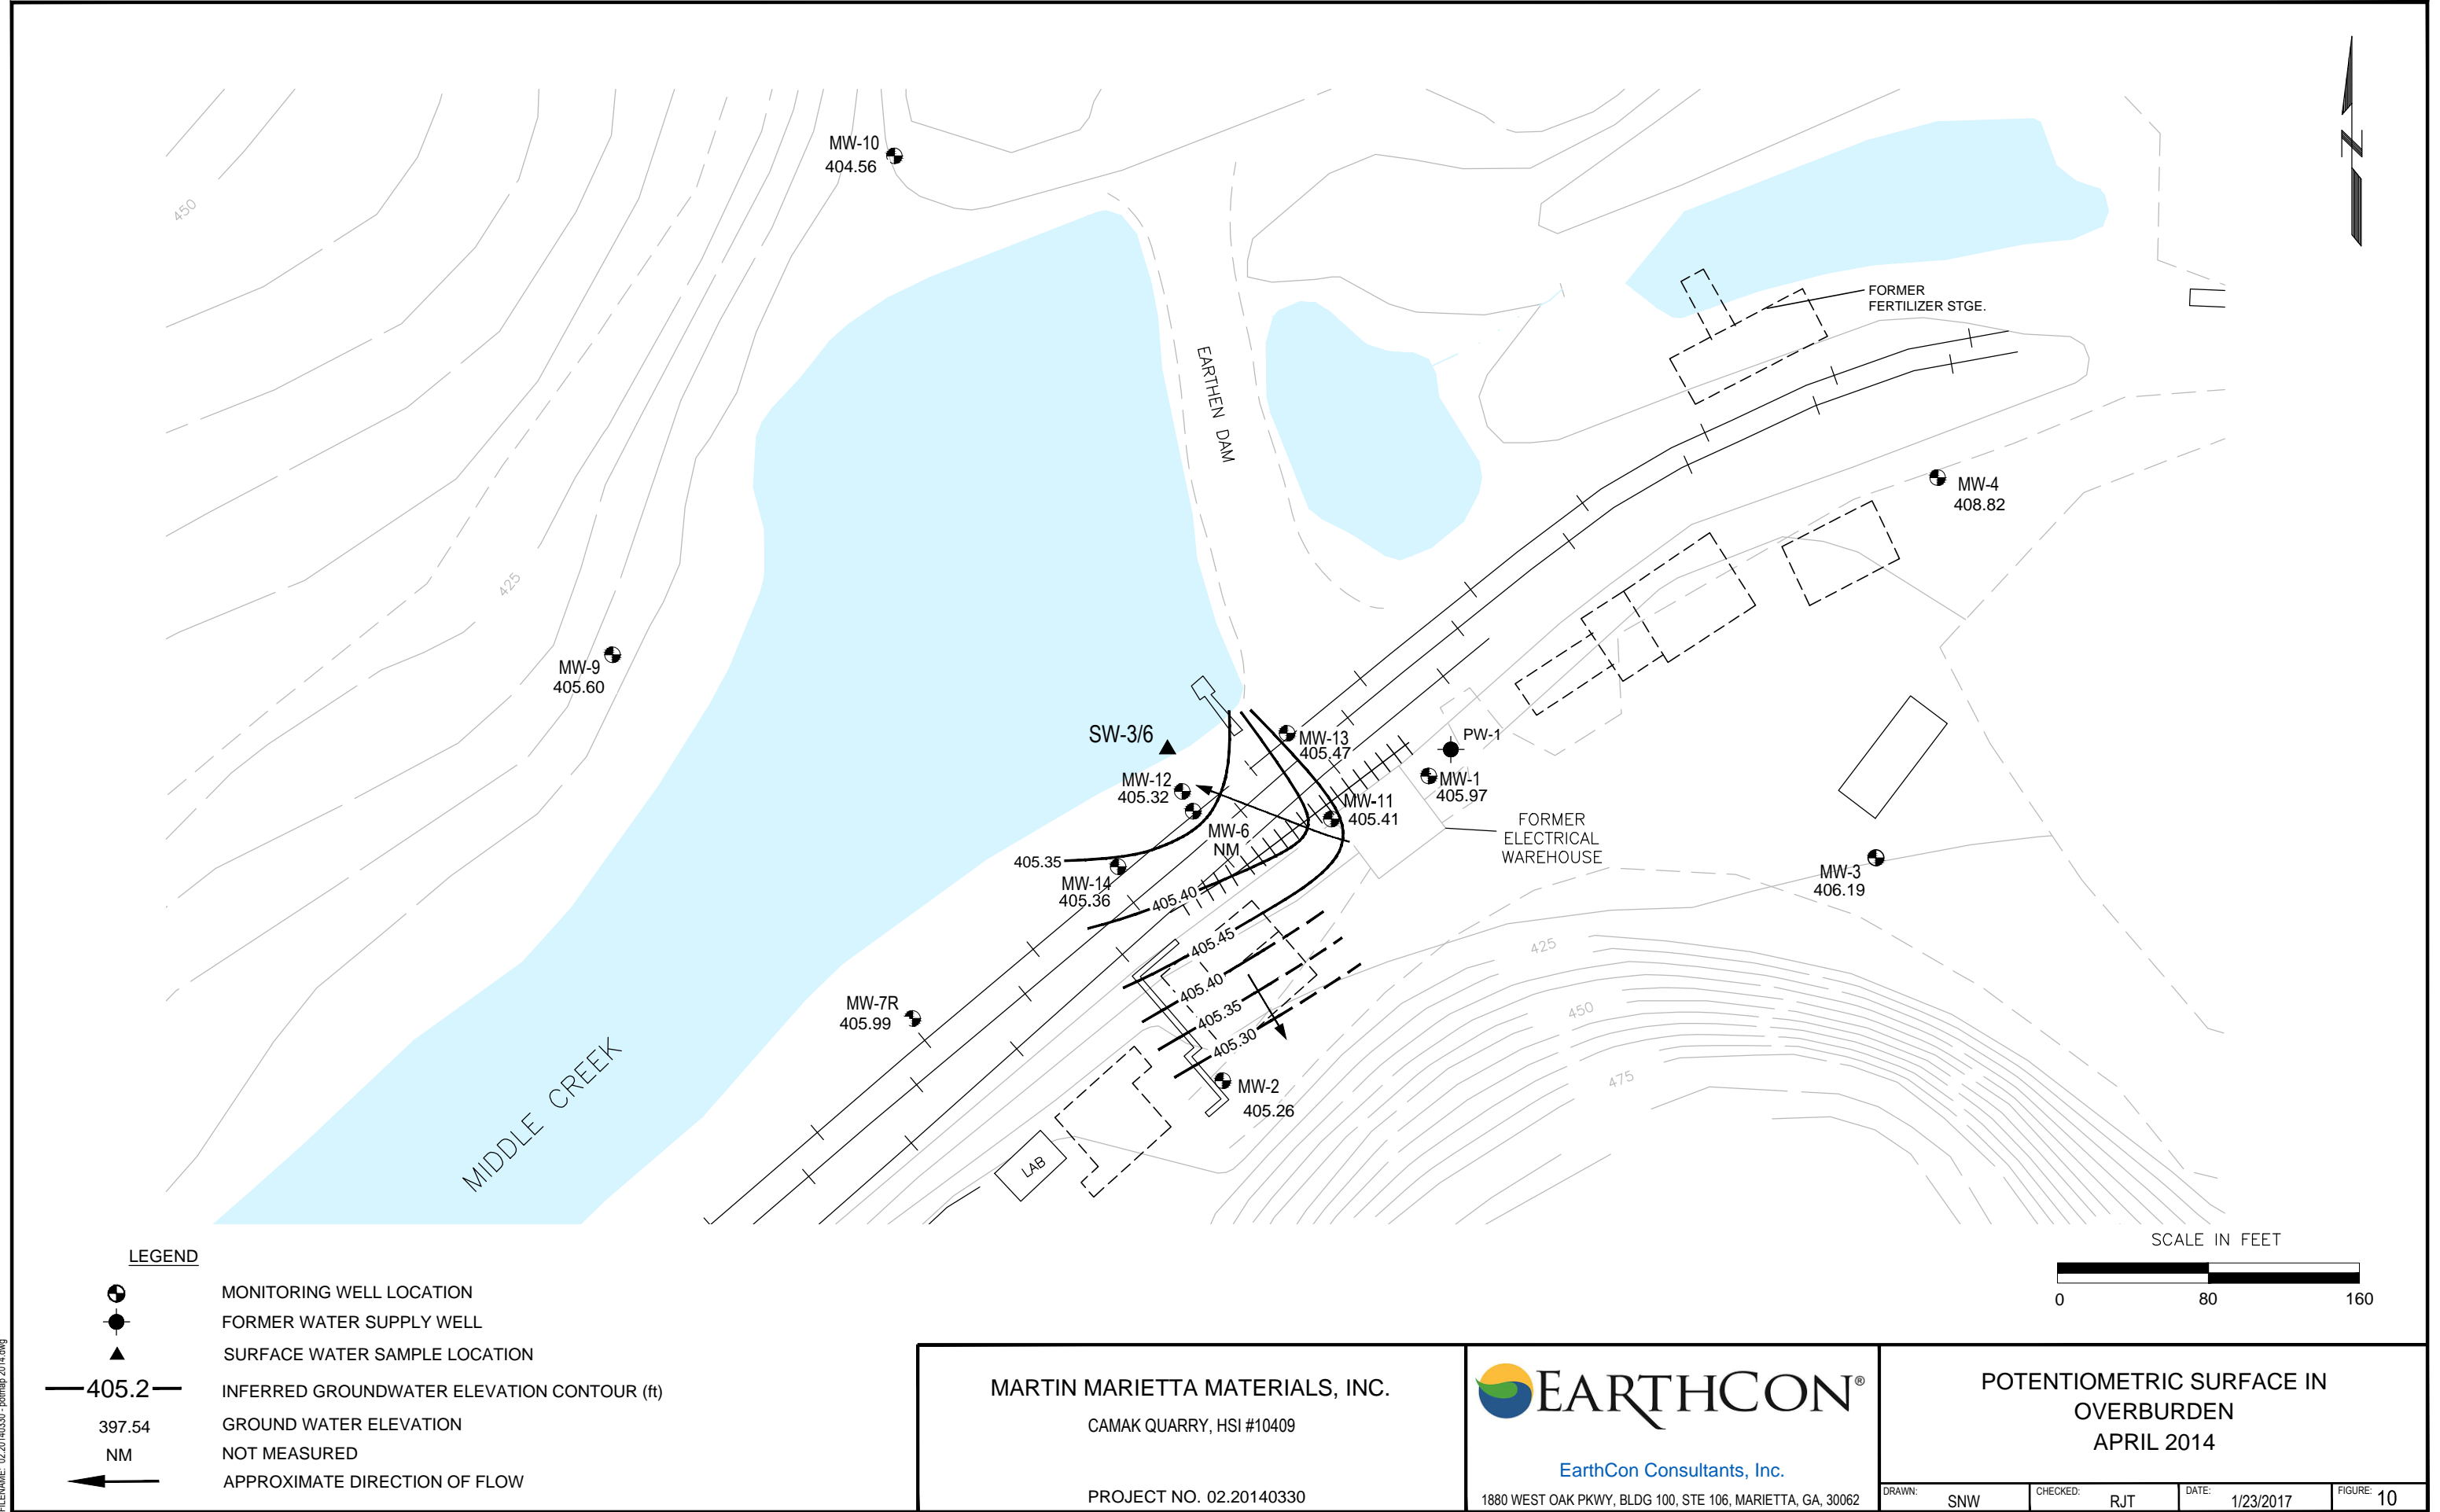 MW-10
404.56
450
FORMER
FERTILIZER STGE.
EARTHEN DAM
MW-4
408.82
425
MW-9
405.60
SW-3/6
MW-13
405.47
PW-1
MW-12
405.32
MW-1
405.97
MW-11
405.41
MW-6
NM
FORMER
ELECTRICAL
WAREHOUSE
405.35
MW-14
405.36
405.40
MW-3
406.19
405.45
405.40
405.35
405.30
425
450
475
MW-7R
405.99
MW-2
405.26
MIDDLE CREEK
LAB
N
SCALE IN FEET
0 80 160
LEGEND
MONITORING WELL LOCATION
FORMER WATER SUPPLY WELL
SURFACE WATER SAMPLE LOCATION
405.2 INFERRED GROUNDWATER ELEVATION CONTOUR (ft)
397.54 GROUND WATER ELEVATION
NM NOT MEASURED
APPROXIMATE DIRECTION OF FLOW
FILENAME: 02.20140330 - potmap 2014.dwg
MARTIN MARIETTA MATERIALS, INC.
CAMAK QUARRY, HSI #10409
PROJECT NO. 02.20140330
EARTHCON®
EarthCon Consultants, Inc.
1880 WEST OAK PKWY, BLDG 100, STE 106, MARIETTA, GA, 30062
POTENTIOMETRIC SURFACE IN
OVERBURDEN
APRIL 2014
DRAWN: SNW CHECKED: RJT DATE: 1/23/2017 FIGURE: 10